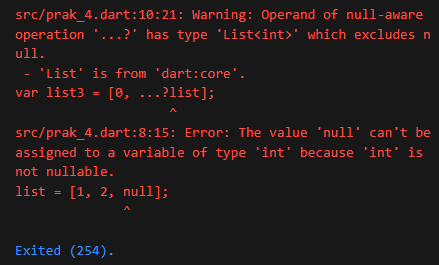 src/prak_4.dart:10:21: Warning: Operand of null-aware
operation '...?' has type 'List<int>' which excludes n
ull.
 - 'List' is from 'dart:core'.
var list3 = [0, ...?list];
                    ^
src/prak_4.dart:8:15: Error: The value 'null' can't be
assigned to a variable of type 'int' because 'int' is
not nullable.
list = [1, 2, null];
              ^

Exited (254).